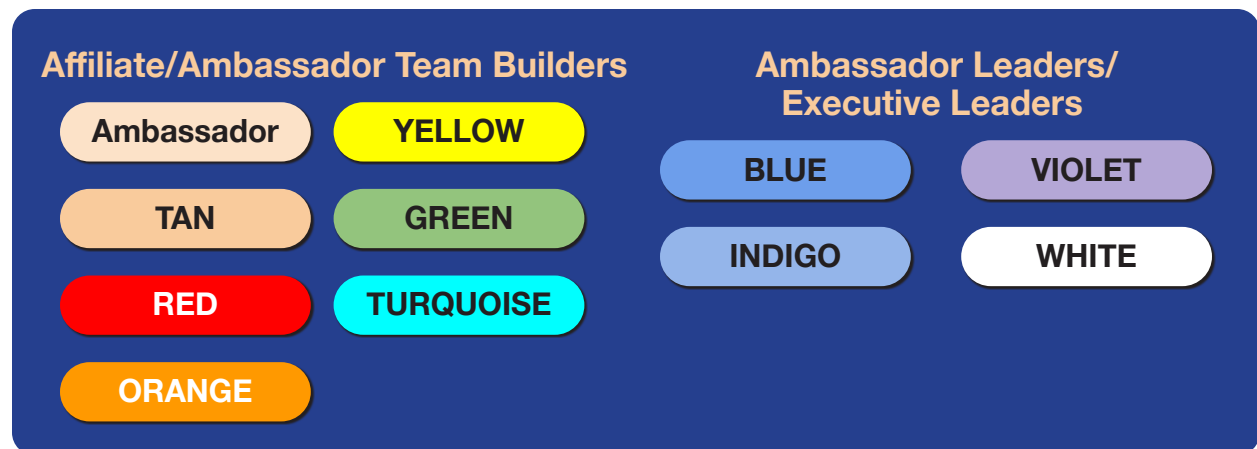 Affiliate/Ambassador Team Builders
Ambassador
YELLOW
TAN
GREEN
RED
TURQUOISE
ORANGE
Ambassador Leaders/
Executive Leaders
BLUE
VIOLET
INDIGO
WHITE